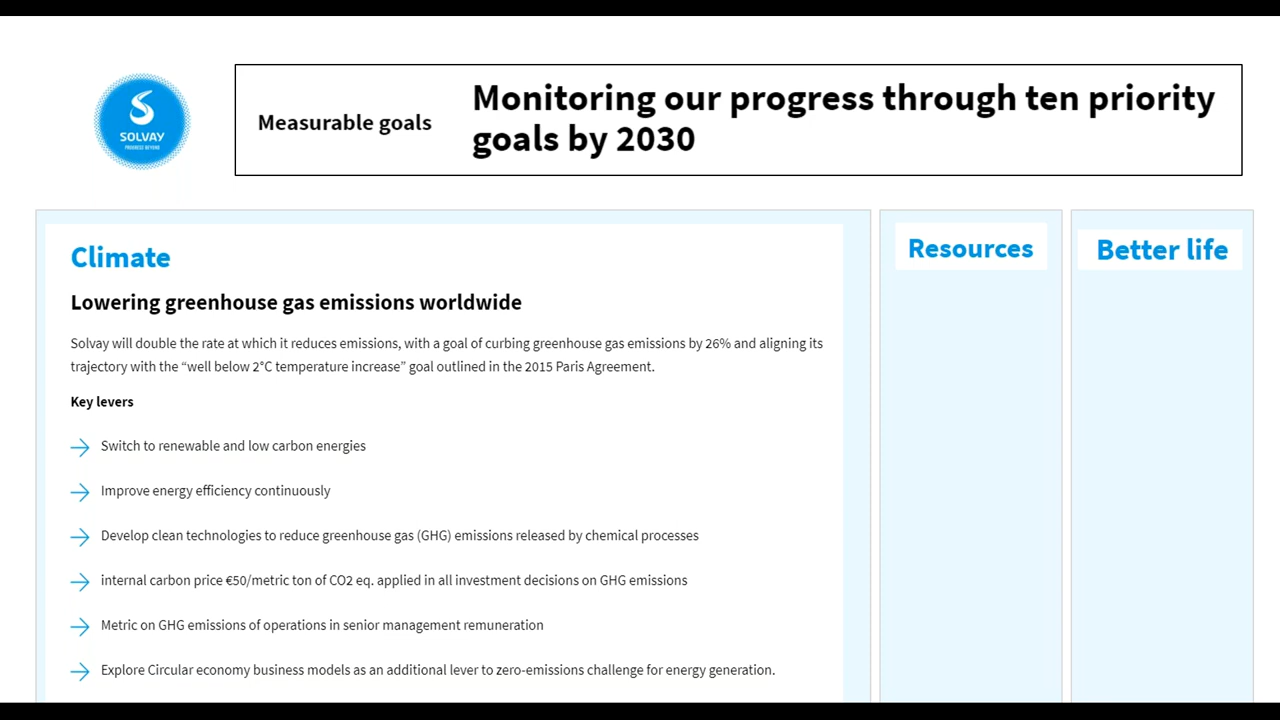 SOLVAY
PROGRESS BEYOND
Measurable goals
Monitoring our progress through ten priority
goals by 2030
Climate
Lowering greenhouse gas emissions worldwide
Solvay will double the rate at which it reduces emissions, with a goal of curbing greenhouse gas emissions by 26% and aligning its
trajectory with the “well below 2°C temperature increase” goal outlined in the 2015 Paris Agreement.
Key levers
Switch to renewable and low carbon energies
Improve energy efficiency continuously
Develop clean technologies to reduce greenhouse gas (GHG) emissions released by chemical processes
internal carbon price €50/metric ton of CO2 eq. applied in all investment decisions on GHG emissions
Metric on GHG emissions of operations in senior management remuneration
Explore Circular economy business models as an additional lever to zero-emissions challenge for energy generation.
Resources
Better life